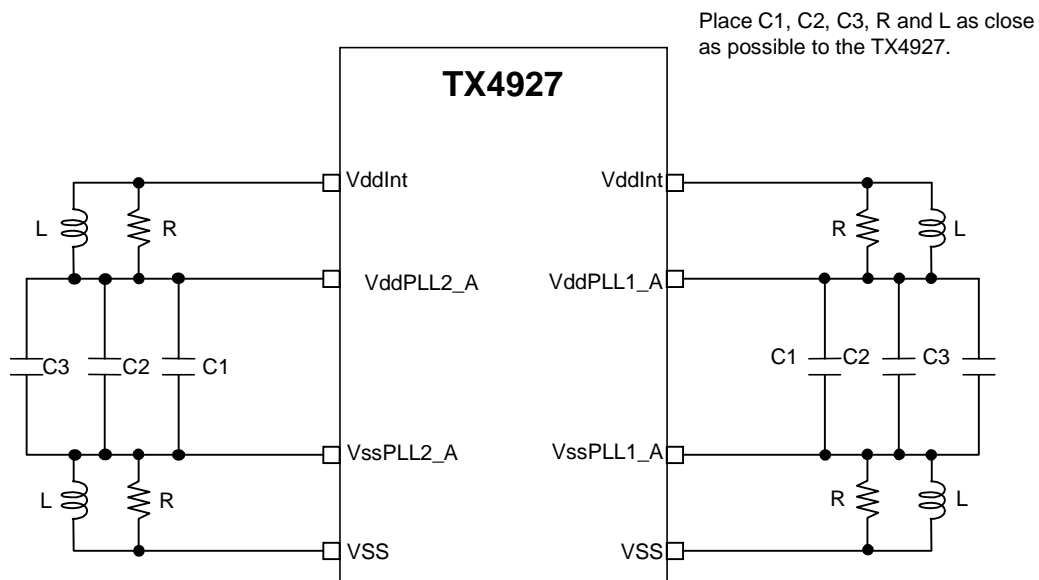 Place C1, C2, C3, R and L as close
as possible to the TX4927.
TX4927
VddInt
VddInt
L
R
R
L
VddPLL2_A
VddPLL1_A
C3
C2
C1
C1
C2
C3
VssPLL2_A
VssPLL1_A
L
R
R
L
VSS
VSS